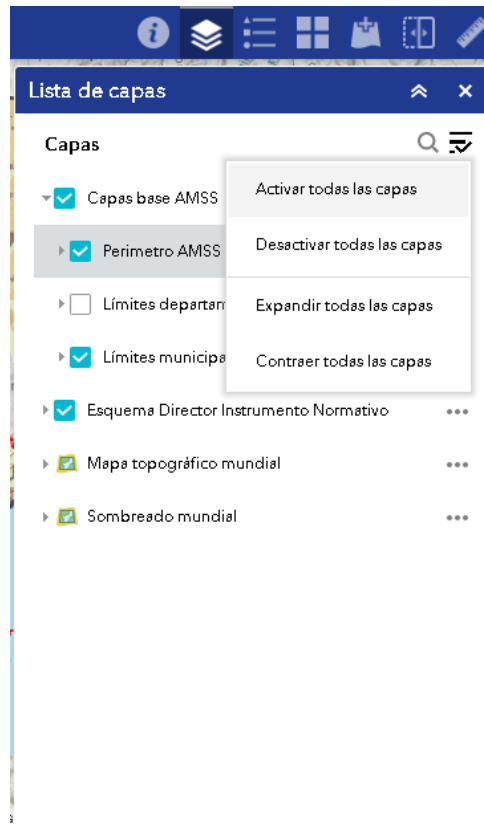 Lista de capas
Capas
Activar todas las capas
Desactivar todas las capas
Expandir todas las capas
Contraer todas las capas
Capas base AMSS
Perimetro AMSS
Límites departan
Límites municipa
Esquema Director Instrumento Normativo
Mapa topográfico mundial
Sombreado mundial